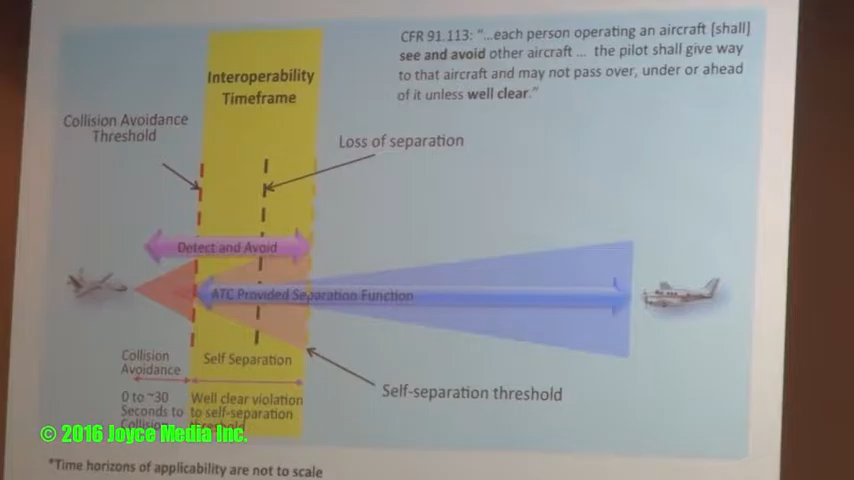 CFR 91.113: “...each person operating an aircraft [shall]
see and avoid other aircraft ... the pilot shall give way
to that aircraft and may not pass over, under or ahead
of it unless well clear.”
Interoperability
Timeframe
Collision Avoidance
Threshold
Loss of separation
Detect and Avoid
ATC Provided Separation Function
Collision
Avoidance
Self Separation
Self-separation threshold
0 to ~30
Seconds to
Collision
Well clear violation
to self-separation
threshold
© 2016 Joyce Media Inc.
*Time horizons of applicability are not to scale